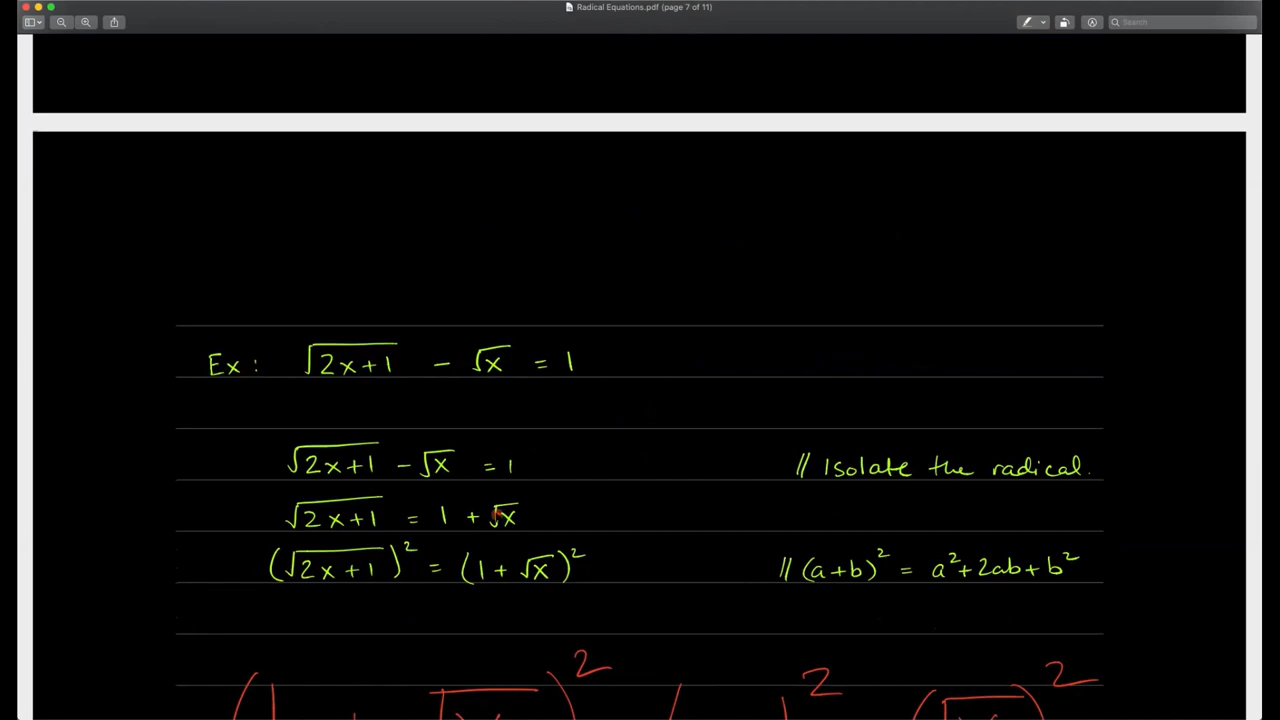 Radical Equations.pdf (page 7 of 11)
Search
Ex: √(2x+1) - √x = 1
√(2x+1) - √x = 1 // Isolate the radical.
√(2x+1) = 1 + √x
(√(2x+1))² = (1 + √x)² // (a+b)² = a²+2ab+b²